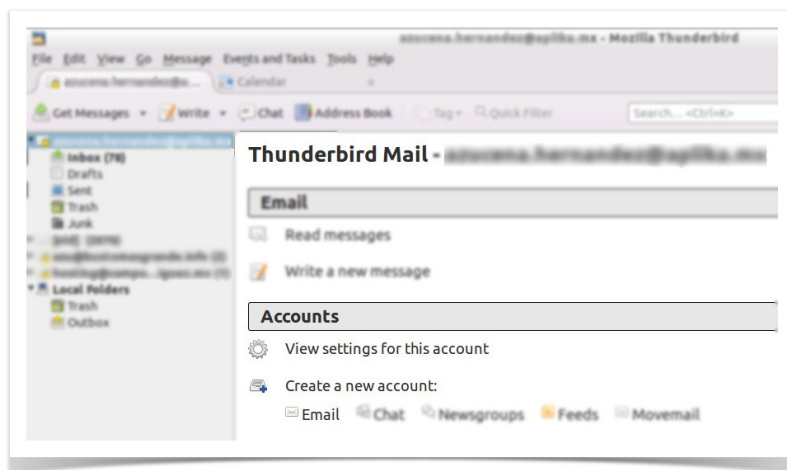 - Mozilla Thunderbird
File Edit View Go Message Events and Tasks Tools Help
Calendar
Get Messages Write Chat Address Book Tag Quick Filter Search... <Ctrl+K>
Inbox (78)
Drafts
Sent
Trash
Junk
Local Folders
Trash
Outbox
Thunderbird Mail -
Email
Read messages
Write a new message
Accounts
View settings for this account
Create a new account:
Email Chat Newsgroups Feeds Movemail